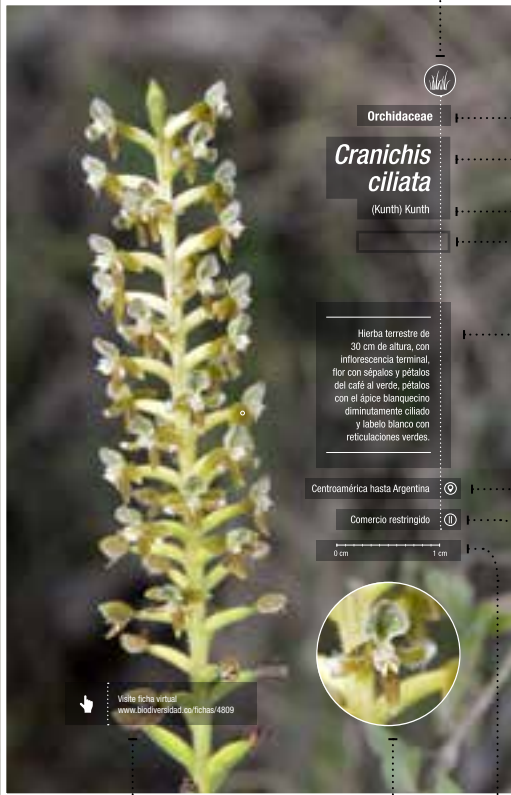 Orchidaceae
Cranichis
ciliata
(Kunth) Kunth
Hierba terrestre de
30 cm de altura, con
inflorescencia terminal,
flor con sépalos y pétalos
del café al verde, pétalos
con el ápice blanquecino
diminutamente ciliado
y labelo blanco con
reticulaciones verdes.
Centroamérica hasta Argentina
Comercio restringido
0 cm 1 cm
Visite ficha virtual
www.biodiversidad.co/fichas/4809